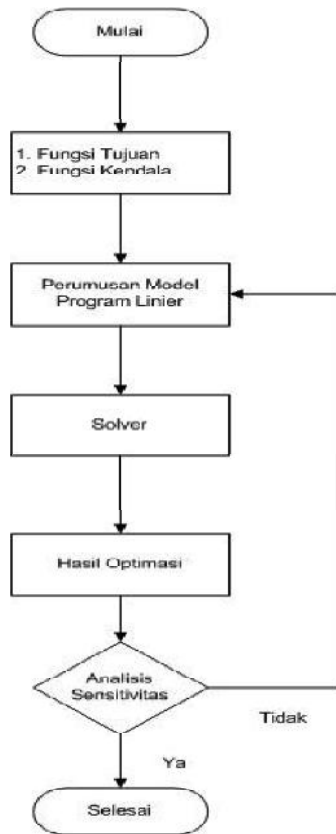 Mulai
1. Fungsi Tujuan
2. Fungsi Kendala
Perumusan Model
Program Linier
Solver
Hasil Optimasi
Analisis
Sensitivitas
Tidak
Ya
Selesai